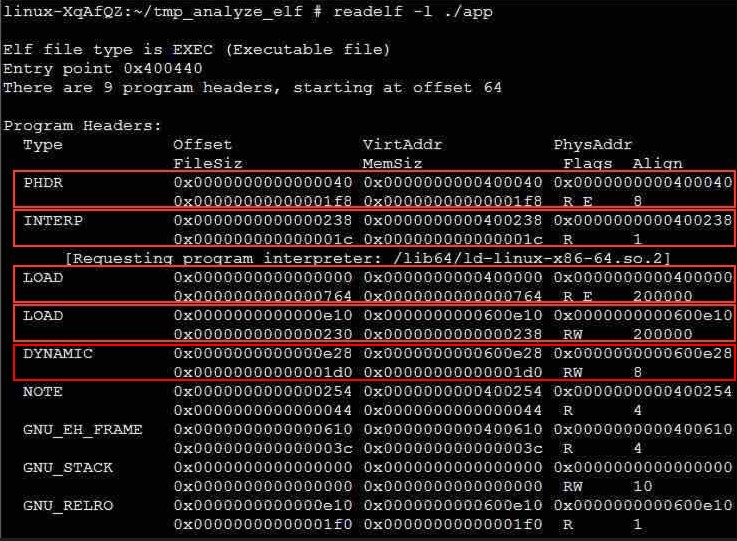 linux-XqAfQZ:~/tmp_analyze_elf # readelf -l ./app
Elf file type is EXEC (Executable file)
Entry point 0x400440
There are 9 program headers, starting at offset 64
Program Headers:
Type Offset VirtAddr PhysAddr
FileSiz MemSiz Flags Align
PHDR 0x0000000000000040 0x0000000000400040 0x0000000000400040
0x00000000000001f8 0x00000000000001f8 R E 8
INTERP 0x0000000000000238 0x0000000000400238 0x0000000000400238
0x000000000000001c 0x000000000000001c R 1
[Requesting program interpreter: /lib64/ld-linux-x86-64.so.2]
LOAD 0x0000000000000000 0x0000000000400000 0x0000000000400000
0x0000000000000764 0x0000000000000764 R E 200000
LOAD 0x0000000000000e10 0x0000000000600e10 0x0000000000600e10
0x0000000000000230 0x0000000000000238 RW 200000
DYNAMIC 0x0000000000000e28 0x0000000000600e28 0x0000000000600e28
0x00000000000001d0 0x00000000000001d0 RW 8
NOTE 0x0000000000000254 0x0000000000400254 0x0000000000400254
0x0000000000000044 0x0000000000000044 R 4
GNU_EH_FRAME 0x0000000000000610 0x0000000000400610 0x0000000000400610
0x000000000000003c 0x000000000000003c R 4
GNU_STACK 0x0000000000000000 0x0000000000000000 0x0000000000000000
0x0000000000000000 0x0000000000000000 RW 10
GNU_RELRO 0x0000000000000e10 0x0000000000600e10 0x0000000000600e10
0x00000000000001f0 0x00000000000001f0 R 1